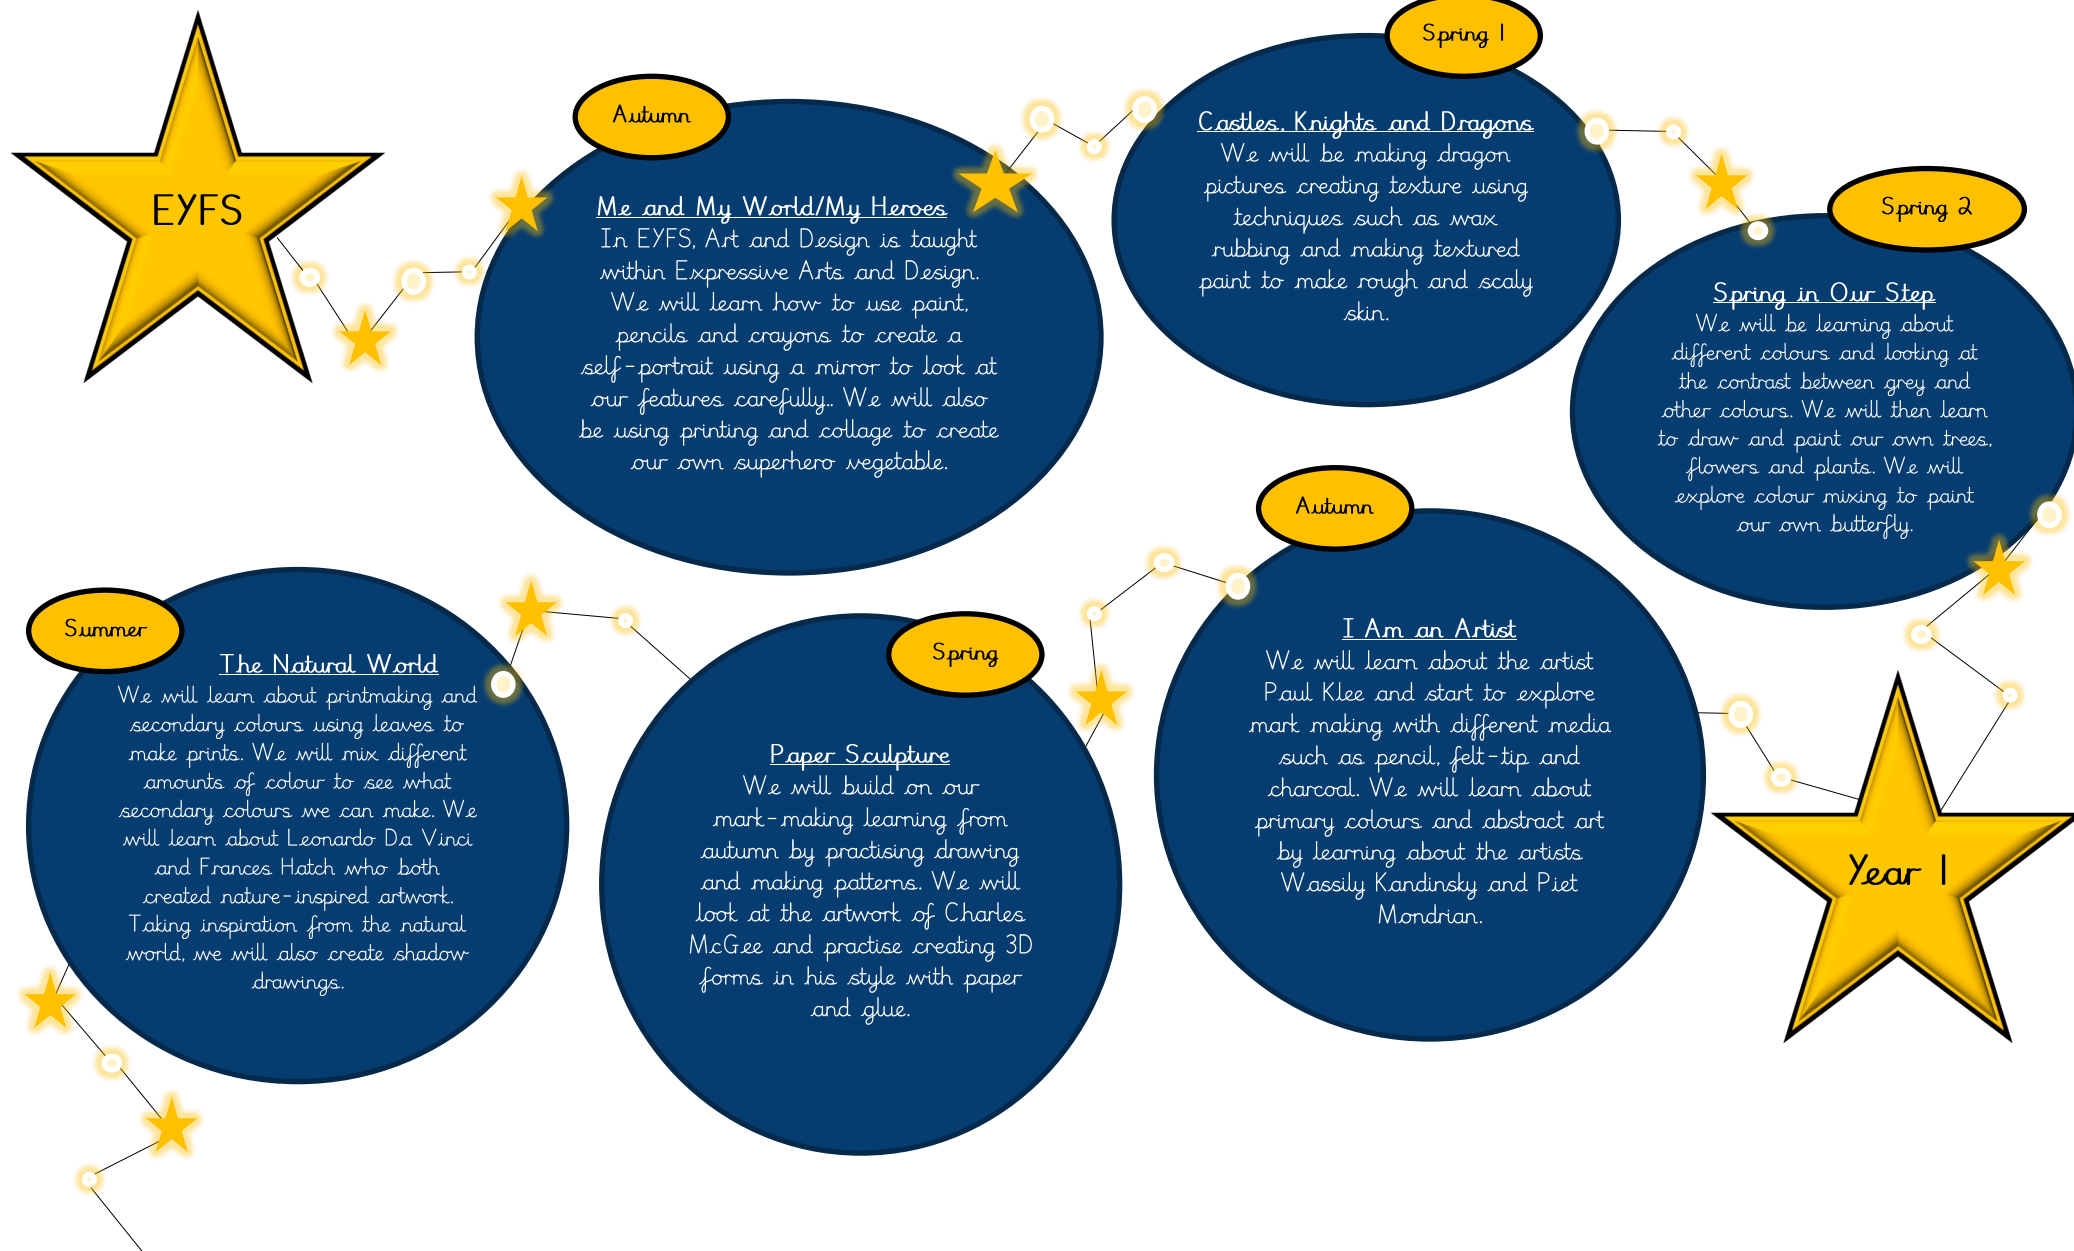 EYFS
Autumn
Me and My World/My Heroes
In EYFS, Art and Design is taught
within Expressive Arts and Design.
We will learn how to use paint,
pencils and crayons to create a
self-portrait using a mirror to look at
our features carefully.. We will also
be using printing and collage to create
our own superhero vegetable.
Spring 1
Castles, Knights and Dragons
We will be making dragon
pictures creating texture using
techniques such as wax
rubbing and making textured
paint to make rough and scaly
skin.
Spring 2
Spring in Our Step
We will be learning about
different colours and looking at
the contrast between grey and
other colours. We will then learn
to draw and paint our own trees,
flowers and plants. We will
explore colour mixing to paint
our own butterfly.
Year 1
Autumn
I Am an Artist
We will learn about the artist
Paul Klee and start to explore
mark making with different media
such as pencil, felt-tip and
charcoal. We will learn about
primary colours and abstract art
by learning about the artists
Wassily Kandinsky and Piet
Mondrian.
Spring
Paper Sculpture
We will build on our
mark-making learning from
autumn by practising drawing
and making patterns. We will
look at the artwork of Charles
McGee and practise creating 3D
forms in his style with paper
and glue.
Summer
The Natural World
We will learn about printmaking and
secondary colours using leaves to
make prints. We will mix different
amounts of colour to see what
secondary colours we can make. We
will learn about Leonardo Da Vinci
and Frances Hatch who both
created nature-inspired artwork.
Taking inspiration from the natural
world, we will also create shadow
drawings.